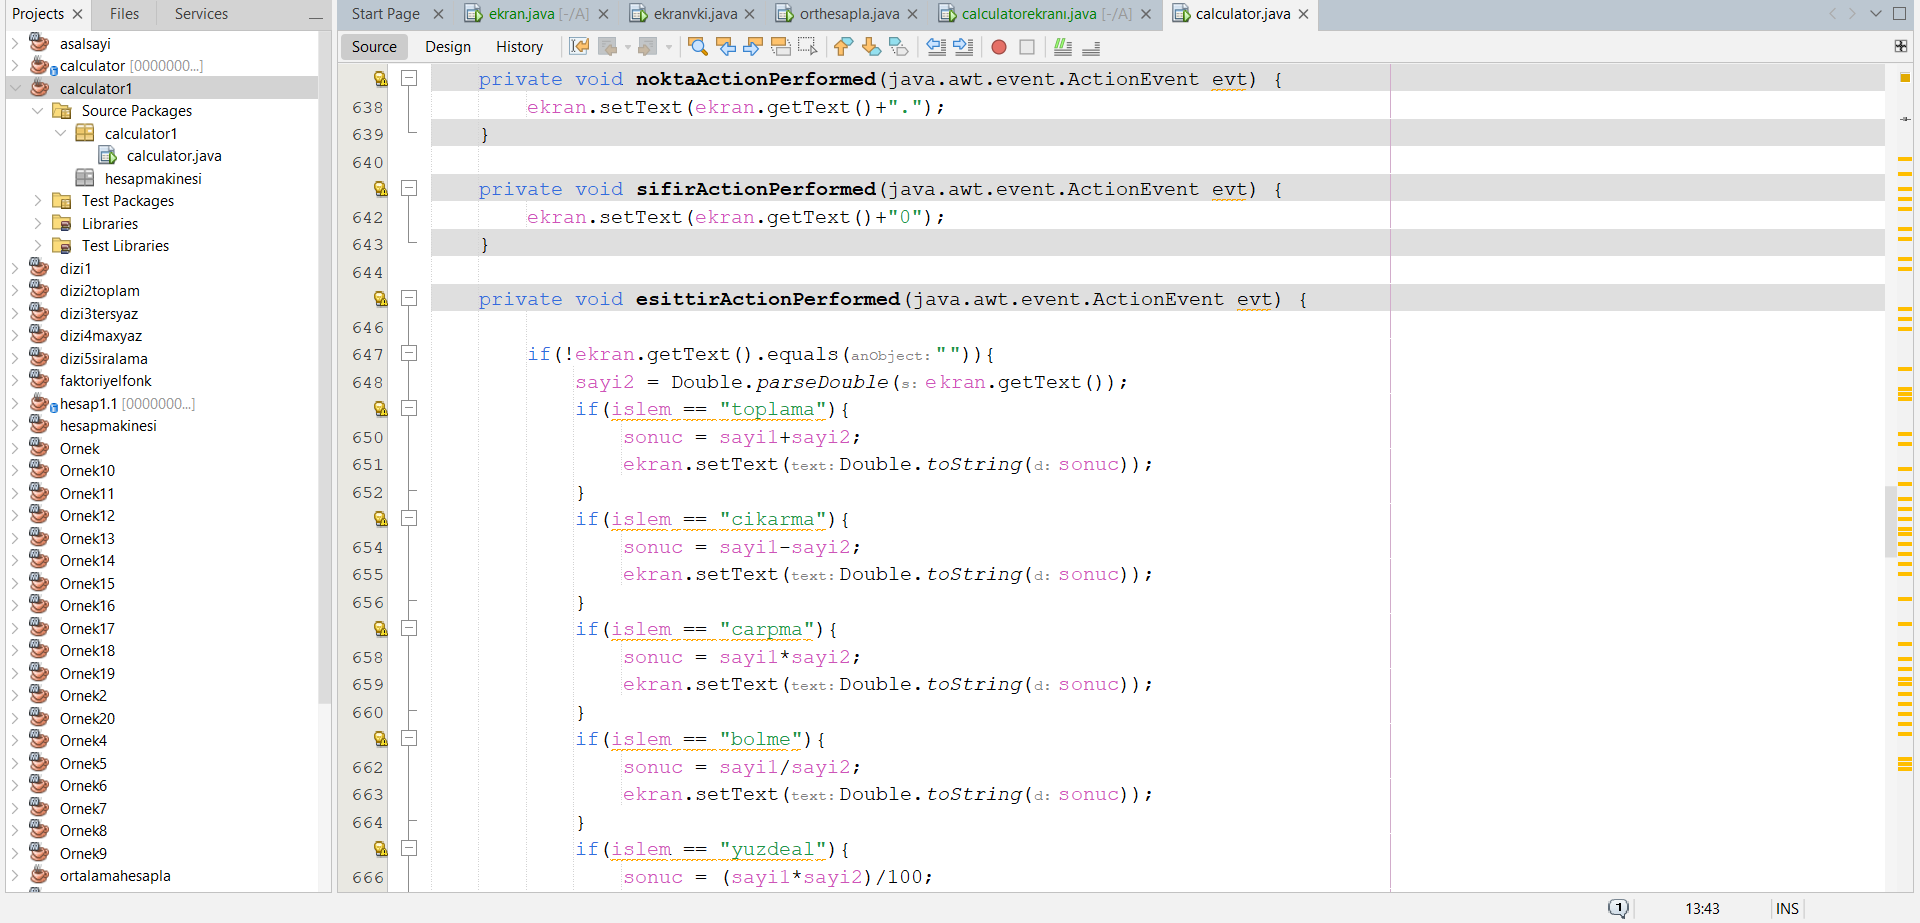 Projects Files Services
asalsayi
calculator [0000000...]
calculator1
Source Packages
calculator1
calculator.java
hesapmakinesi
Test Packages
Libraries
Test Libraries
dizi1
dizi2toplam
dizi3tersyaz
dizi4maxyaz
dizi5siralama
faktoriyelfonk
hesap1.1 [0000000...]
hesapmakinesi
Ornek
Ornek10
Ornek11
Ornek12
Ornek13
Ornek14
Ornek15
Ornek16
Ornek17
Ornek18
Ornek19
Ornek2
Ornek20
Ornek4
Ornek5
Ornek6
Ornek7
Ornek8
Ornek9
ortalamahesapla
Start Page ekran.java [-/A] ekranvki.java orthesapla.java calculatorekranı.java [-/A] calculator.java
Source Design History
private void noktaActionPerformed(java.awt.event.ActionEvent evt) {
638 ekran.setText(ekran.getText()+".");
639 }
640
private void sifirActionPerformed(java.awt.event.ActionEvent evt) {
642 ekran.setText(ekran.getText()+"0");
643 }
644
private void esittirActionPerformed(java.awt.event.ActionEvent evt) {
646
647 if(!ekran.getText().equals(anObject: "")){
648 sayi2 = Double.parseDouble(s: ekran.getText());
if(islem == "toplama"){
650 sonuc = sayi1+sayi2;
651 ekran.setText(text: Double.toString(d: sonuc));
652 }
if(islem == "cikarma"){
654 sonuc = sayi1-sayi2;
655 ekran.setText(text: Double.toString(d: sonuc));
656 }
if(islem == "carpma"){
658 sonuc = sayi1*sayi2;
659 ekran.setText(text: Double.toString(d: sonuc));
660 }
if(islem == "bolme"){
662 sonuc = sayi1/sayi2;
663 ekran.setText(text: Double.toString(d: sonuc));
664 }
if(islem == "yuzdeal"){
666 sonuc = (sayi1*sayi2)/100;
1 13:43 INS